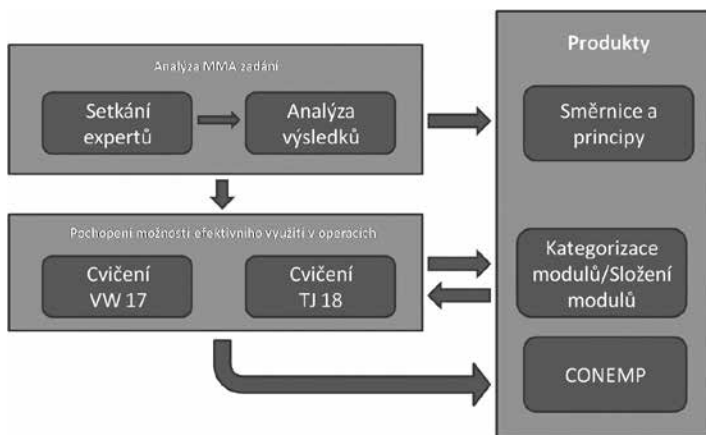 Analýza MMA zadání
Setkání
expertů
Analýza
výsledků
Pochopení možností efektivního využití v operacích
Cvičení
VW 17
Cvičení
TJ 18
Produkty
Směrnice a
principy
Kategorizace
modulů/Složení
modulů
CONEMP